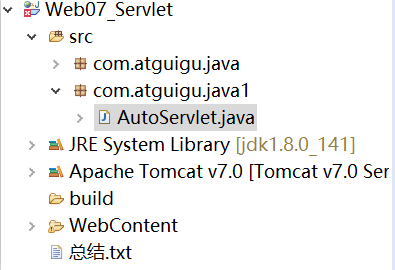 Web07_Servlet
src
com.atguigu.java
com.atguigu.java1
AutoServlet.java
JRE System Library [jdk1.8.0_141]
Apache Tomcat v7.0 [Tomcat v7.0 Ser
build
WebContent
总结.txt